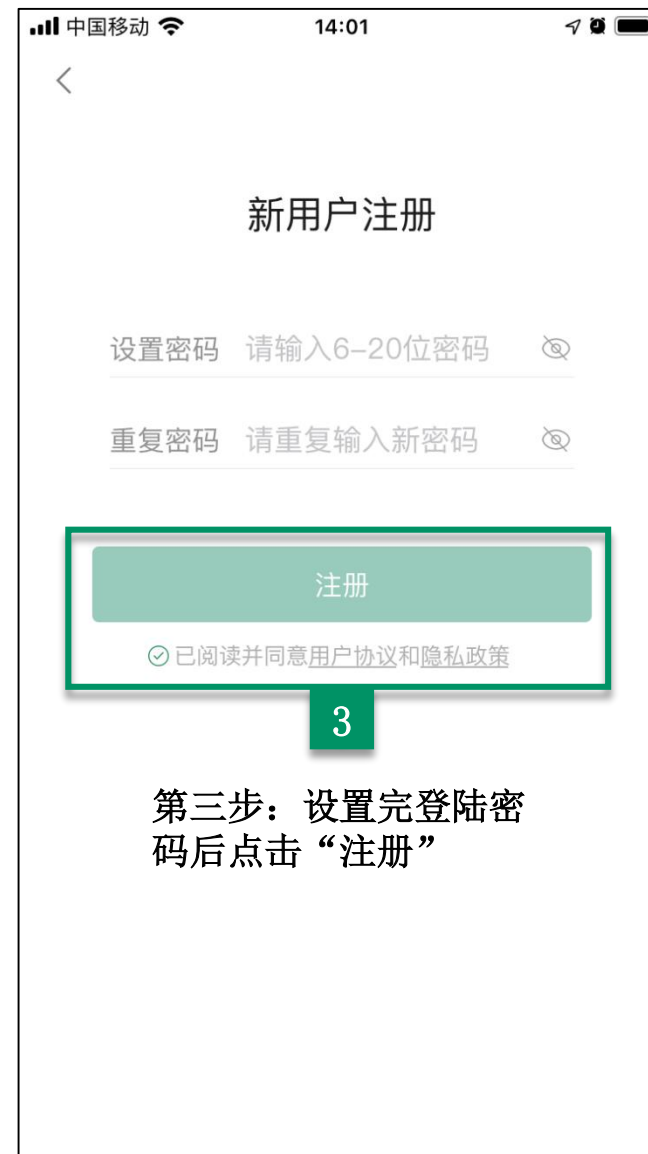 中国移动 14:01
新用户注册
设置密码 请输入6-20位密码
重复密码 请重复输入新密码
注册
已阅读并同意用户协议和隐私政策
3
第三步：设置完登陆密
码后点击“注册”